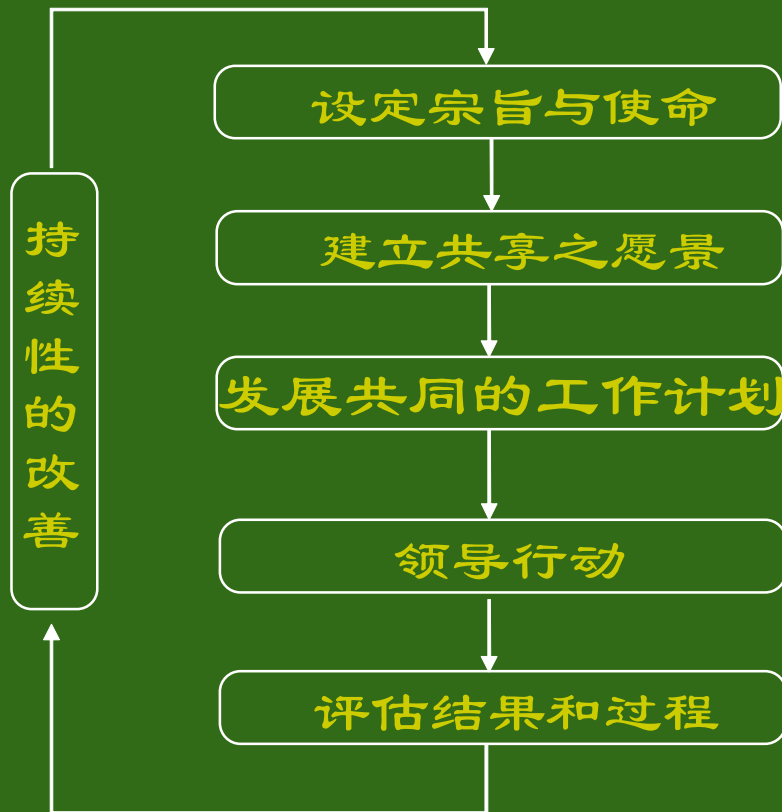 设定宗旨与使命
建立共享之愿景
发展共同的工作计划
领导行动
评估结果和过程
持续性的改善